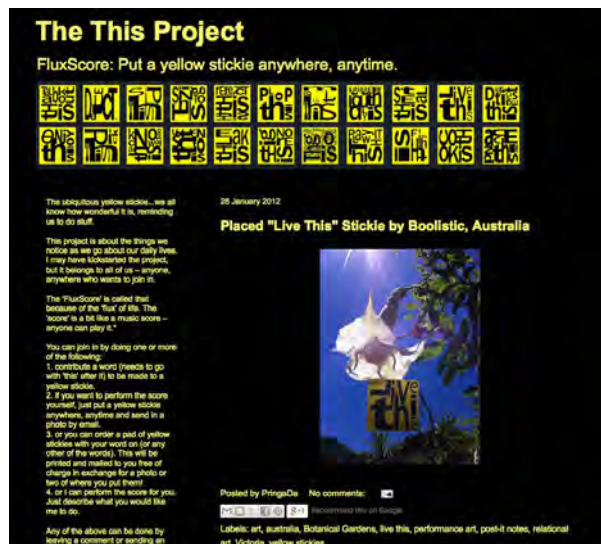 The This Project
FluxScore: Put a yellow stickie anywhere, anytime.
The ubiquitous yellow stickie...we all
know how wonderful it is, reminding
us to do stuff.
This project is about the things we
notice as we go about our daily lives.
I may have kickstarted the project,
but it belongs to all of us – anyone,
anywhere who wants to join in.
The 'FluxScore' is called that
because of the 'flux' of life. The
'score' is a bit like a music score –
anyone can play it.*
You can join in by doing one or more
of the following:
1. contribute a word (needs to go
with 'this' after it) to be made to a
yellow stickie.
2. If you want to perform the score
yourself, just put a yellow stickie
anywhere, anytime and send in a
photo by email.
3. or you can order a pad of yellow
stickies with your word on (or any
other of the words). This will be
printed and mailed to you free of
charge in exchange for a photo or
two of where you put them!
4. or I can perform the score for you.
Just describe what you would like
me to do.
Any of the above can be done by
leaving a comment or sending an
28 January 2012
Placed "Live This" Stickie by Boolistic, Australia
Posted by PringaDa No comments:
Recommend this on Google
Labels: art, australia, Botanical Gardens, live this, performance art, post-it notes, relational
art, Victoria, yellow stickies